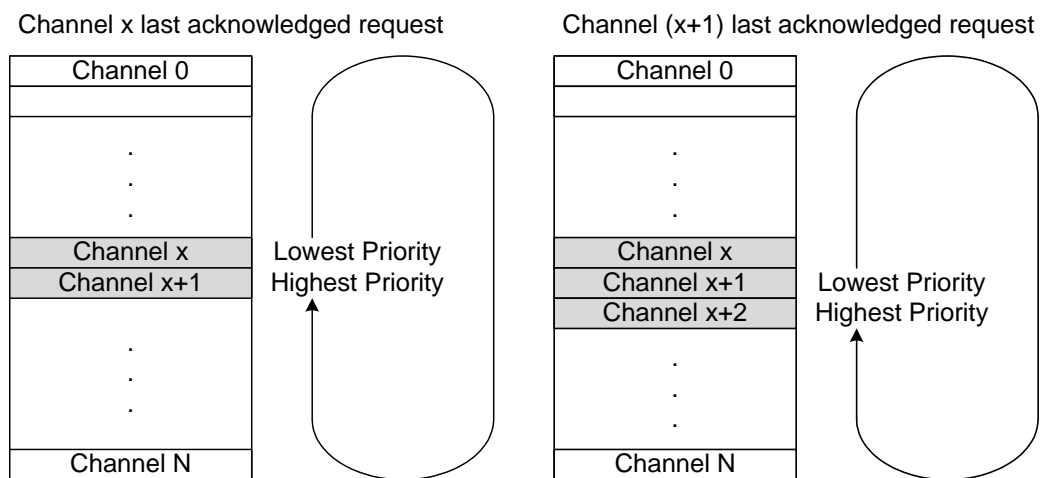 Channel x last acknowledged request
Channel 0
.
.
.
Channel x
Channel x+1
.
.
.
Channel N
Lowest Priority
Highest Priority
Channel (x+1) last acknowledged request
Channel 0
.
.
.
Channel x
Channel x+1
Channel x+2
.
.
.
Channel N
Lowest Priority
Highest Priority